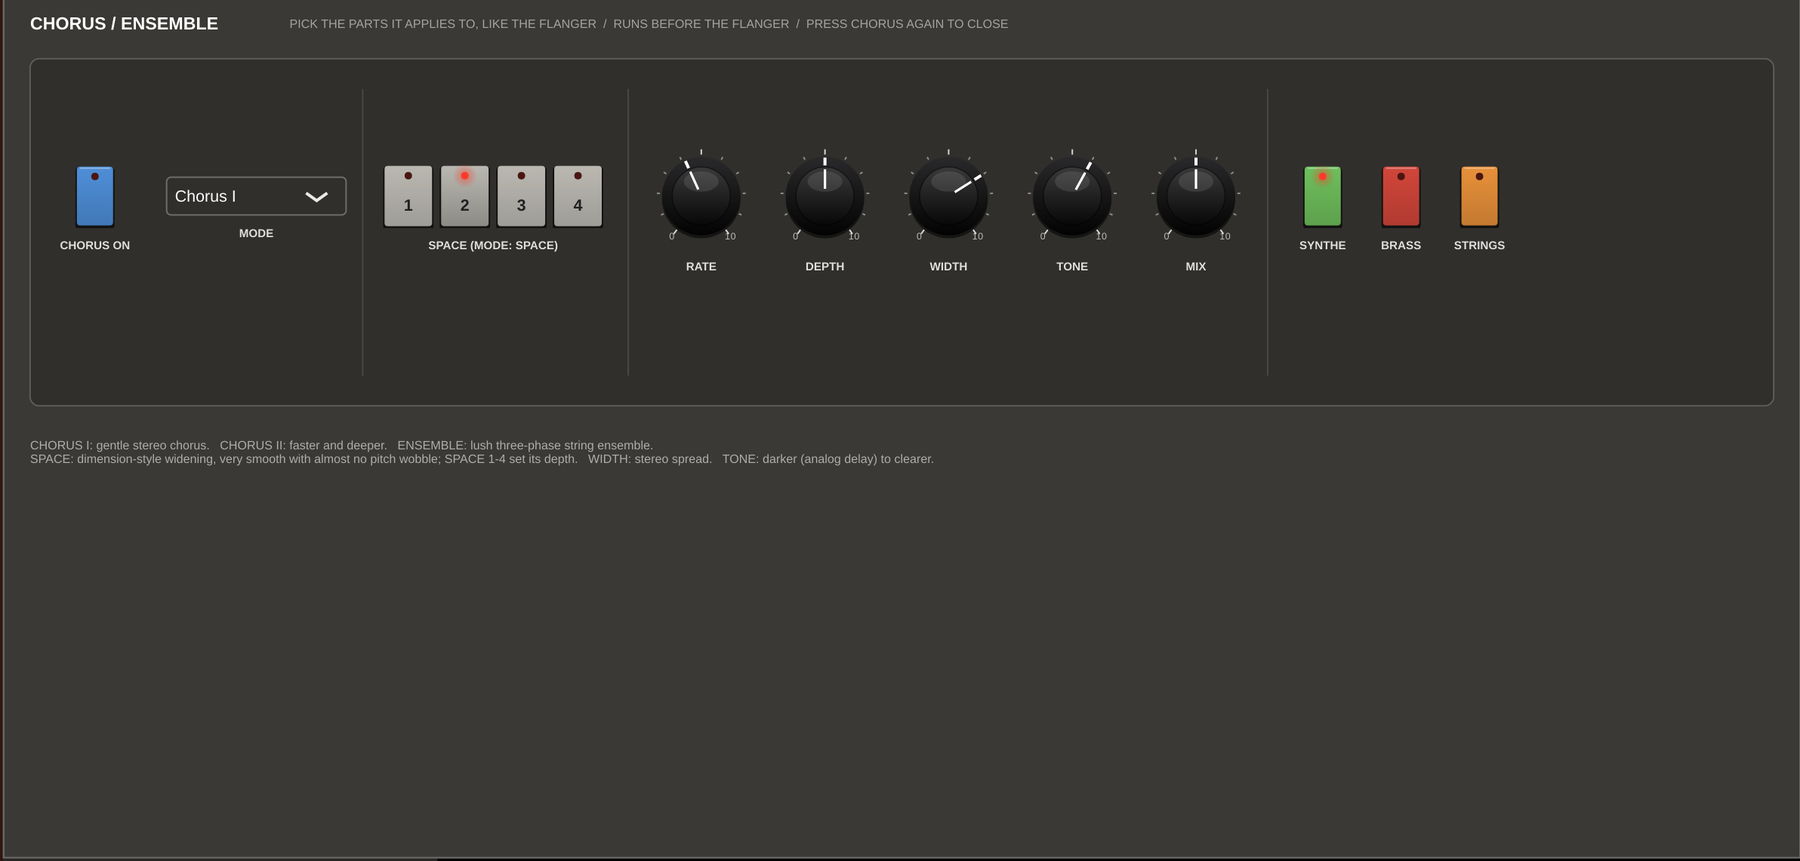 CHORUS / ENSEMBLE
PICK THE PARTS IT APPLIES TO, LIKE THE FLANGER / RUNS BEFORE THE FLANGER / PRESS CHORUS AGAIN TO CLOSE
CHORUS ON
Chorus I
MODE
1 2 3 4
SPACE (MODE: SPACE)
0 10 0 10 0 10 0 10 0 10
RATE DEPTH WIDTH TONE MIX
SYNTHE BRASS STRINGS
CHORUS I: gentle stereo chorus. CHORUS II: faster and deeper. ENSEMBLE: lush three-phase string ensemble.
SPACE: dimension-style widening, very smooth with almost no pitch wobble; SPACE 1-4 set its depth. WIDTH: stereo spread. TONE: darker (analog delay) to clearer.